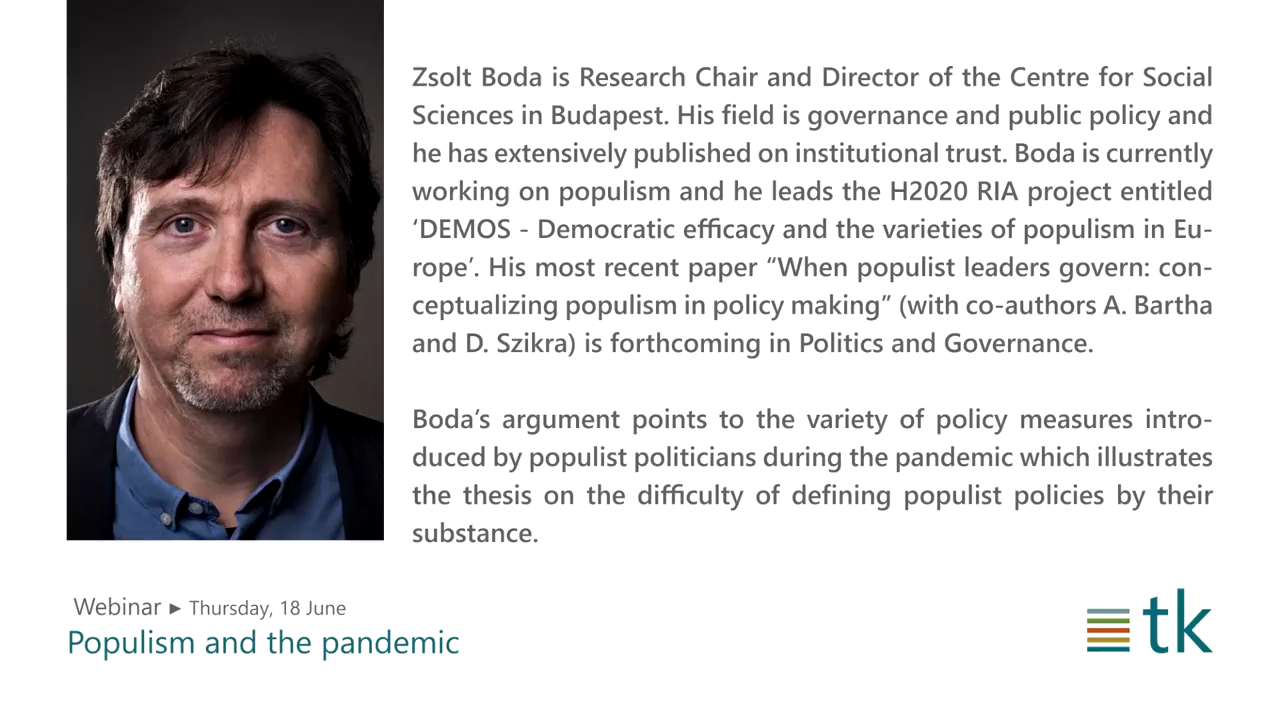 Zsolt Boda is Research Chair and Director of the Centre for Social
Sciences in Budapest. His field is governance and public policy and
he has extensively published on institutional trust. Boda is currently
working on populism and he leads the H2020 RIA project entitled
‘DEMOS - Democratic efficacy and the varieties of populism in Eu-
rope’. His most recent paper “When populist leaders govern: con-
ceptualizing populism in policy making” (with co-authors A. Bartha
and D. Szikra) is forthcoming in Politics and Governance.
Boda’s argument points to the variety of policy measures intro-
duced by populist politicians during the pandemic which illustrates
the thesis on the difficulty of defining populist policies by their
substance.
Webinar ► Thursday, 18 June
Populism and the pandemic
tk